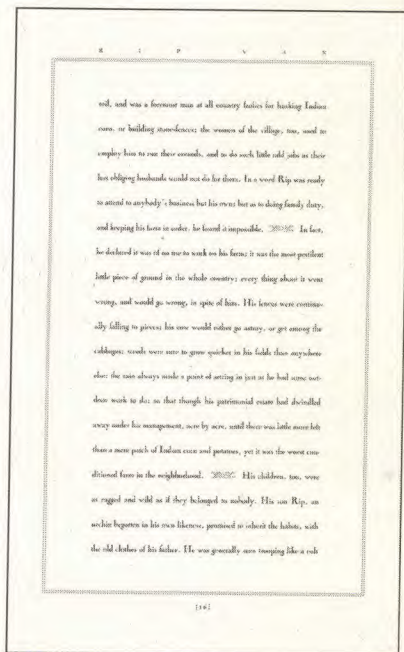 R I P V A N
toil, and was a foremost man at all country frolics for husking Indian
corn, or building stone-fences; the women of the village, too, used to
employ him to run their errands, and to do such little odd jobs as their
less obliging husbands would not do for them. In a word Rip was ready
to attend to anybody's business but his own; but as to doing family duty,
and keeping his farm in order, he found it impossible. In fact,
he declared it was of no use to work on his farm; it was the most pestilent
little piece of ground in the whole country; every thing about it went
wrong, and would go wrong, in spite of him. His fences were continu-
ally falling to pieces; his cow would either go astray, or get among the
cabbages; weeds were sure to grow quicker in his fields than anywhere
else; the rain always made a point of setting in just as he had some out-
door work to do; so that though his patrimonial estate had dwindled
away under his management, acre by acre, until there was little more left
than a mere patch of Indian corn and potatoes, yet it was the worst con-
ditioned farm in the neighborhood. His children, too, were
as ragged and wild as if they belonged to nobody. His son Rip, an
urchin begotten in his own likeness, promised to inherit the habits, with
the old clothes of his father. He was generally seen trooping like a colt
[16]